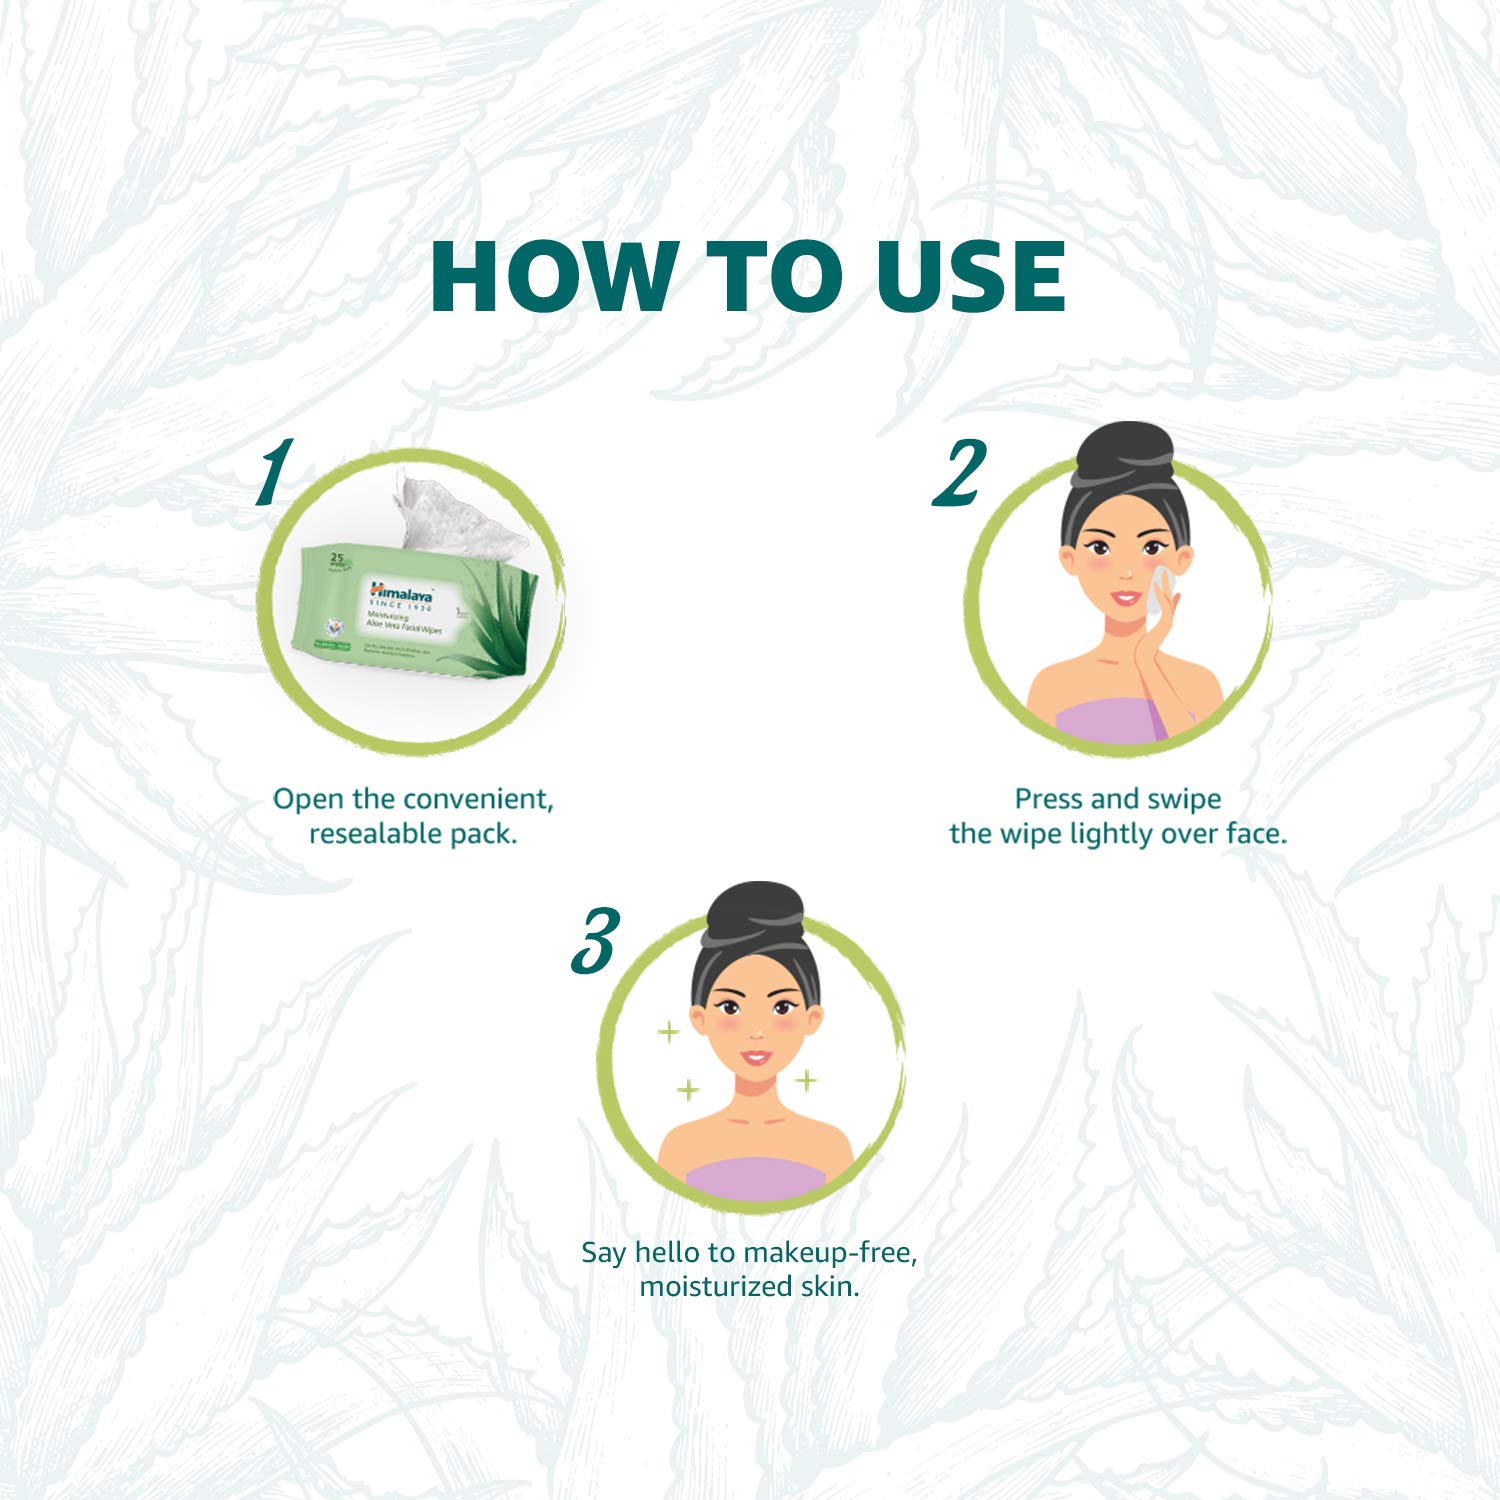 HOW TO USE
1
25
Himalaya
SINCE 1930
Moisturizing
Aloe Vera Facial Wipes
Open the convenient,
resealable pack.
2
Press and swipe
the wipe lightly over face.
3
Say hello to makeup-free,
moisturized skin.